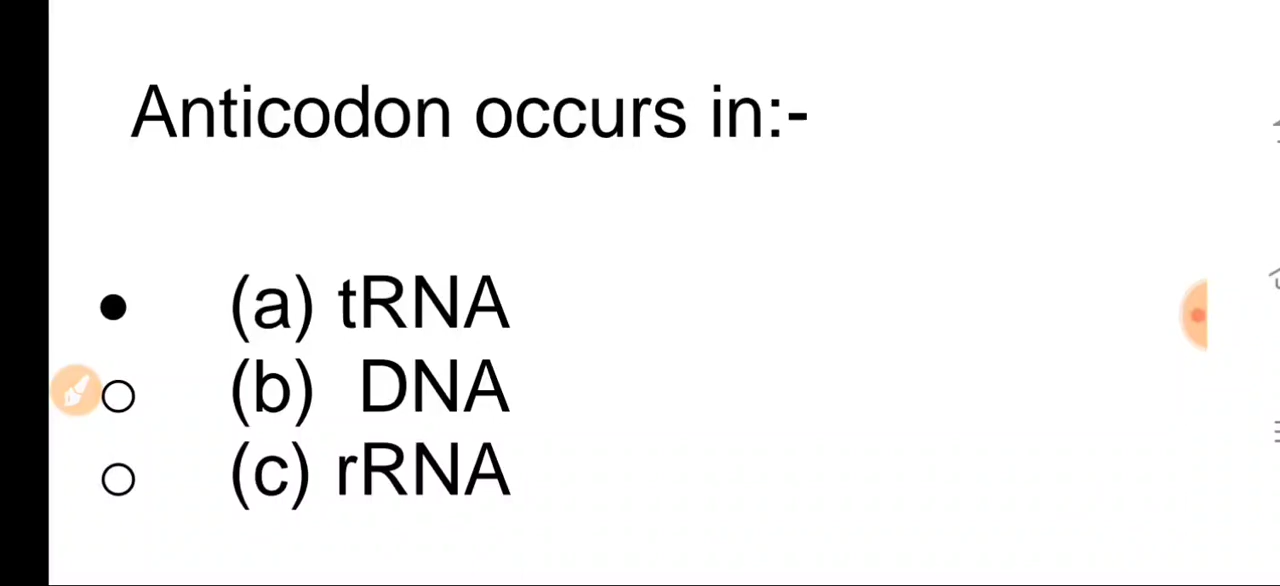 Anticodon occurs in:-
(a) tRNA
(b) DNA
(c) rRNA